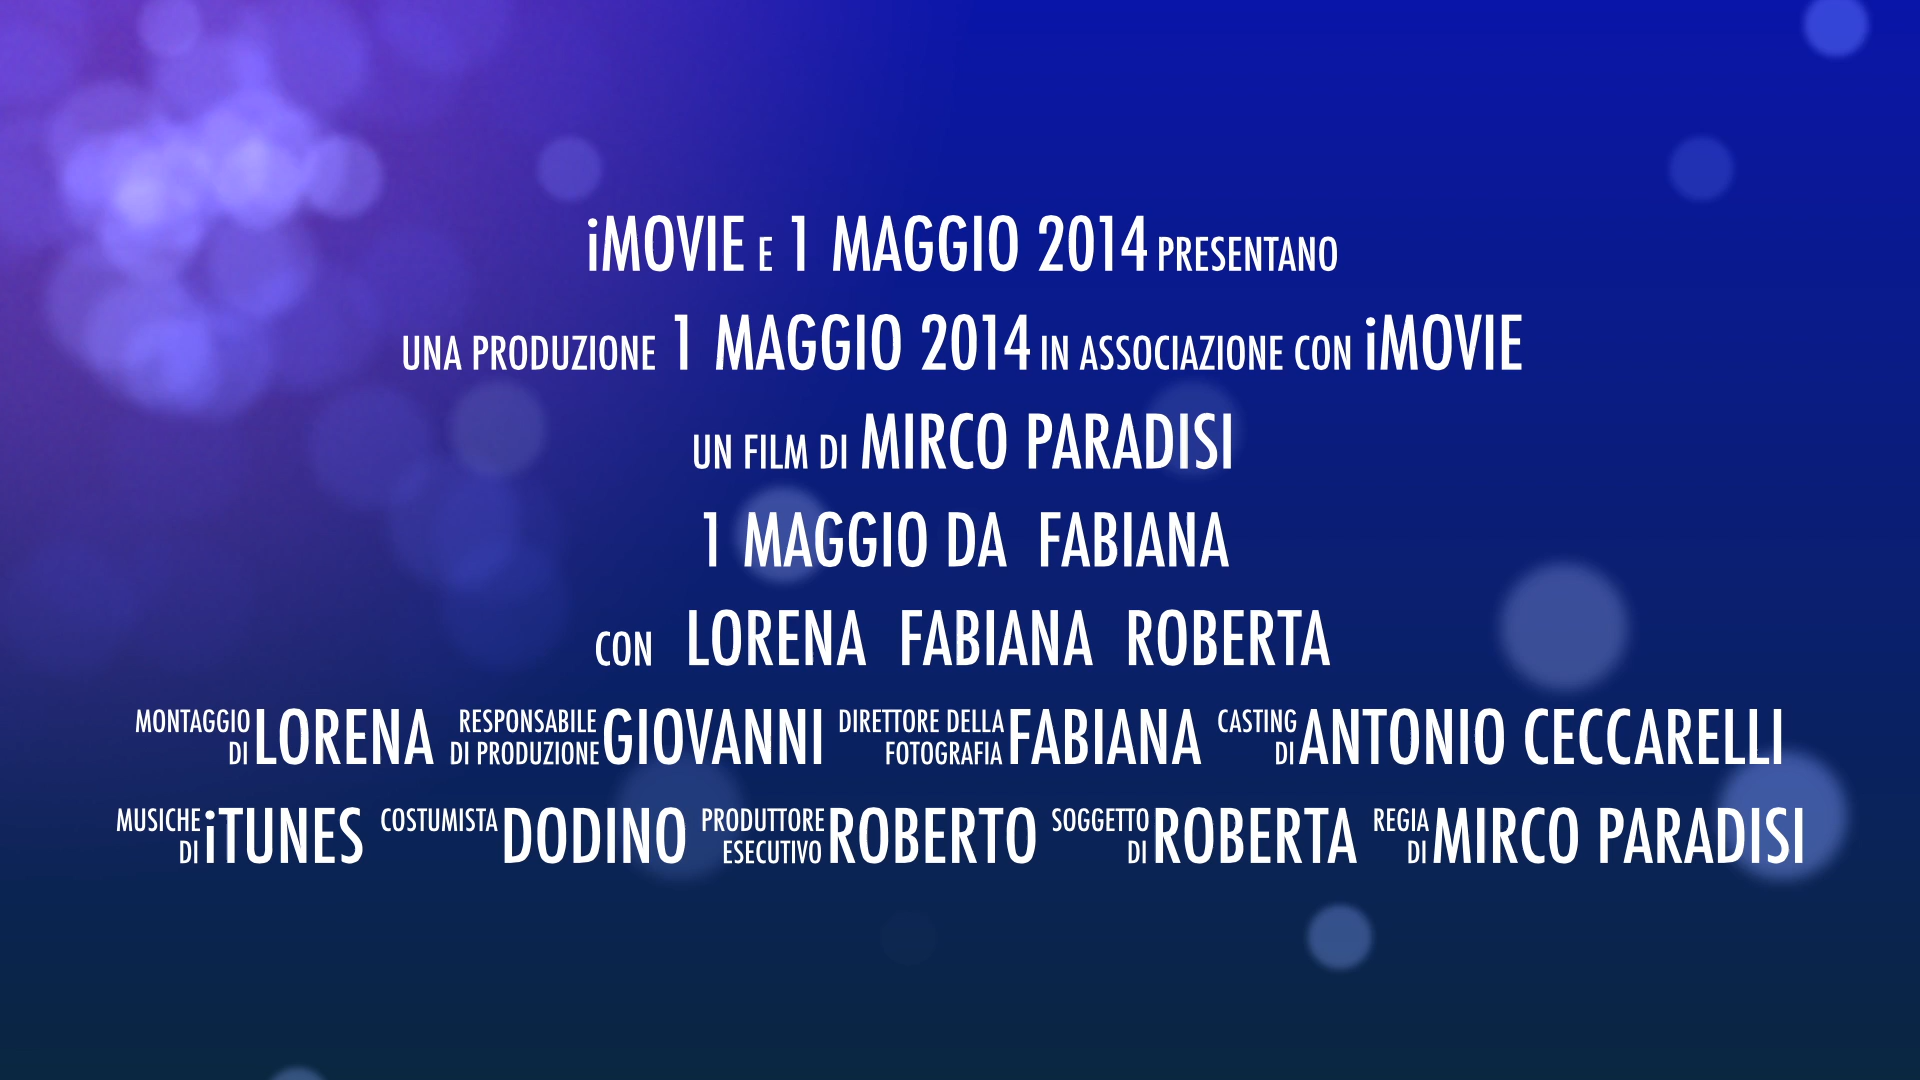 iMOVIE E 1 MAGGIO 2014 PRESENTANO
UNA PRODUZIONE 1 MAGGIO 2014 IN ASSOCIAZIONE CON iMOVIE
UN FILM DI MIRCO PARADISI
1 MAGGIO DA FABIANA
CON LORENA FABIANA ROBERTA
MONTAGGIO DI LORENA RESPONSABILE DI PRODUZIONE GIOVANNI DIRETTORE DELLA FOTOGRAFIA FABIANA CASTING DI ANTONIO CECCARELLI
MUSICHE DI iTUNES COSTUMISTA DODINO PRODUTTORE ESECUTIVO ROBERTO SOGGETTO DI ROBERTA REGIA DI MIRCO PARADISI